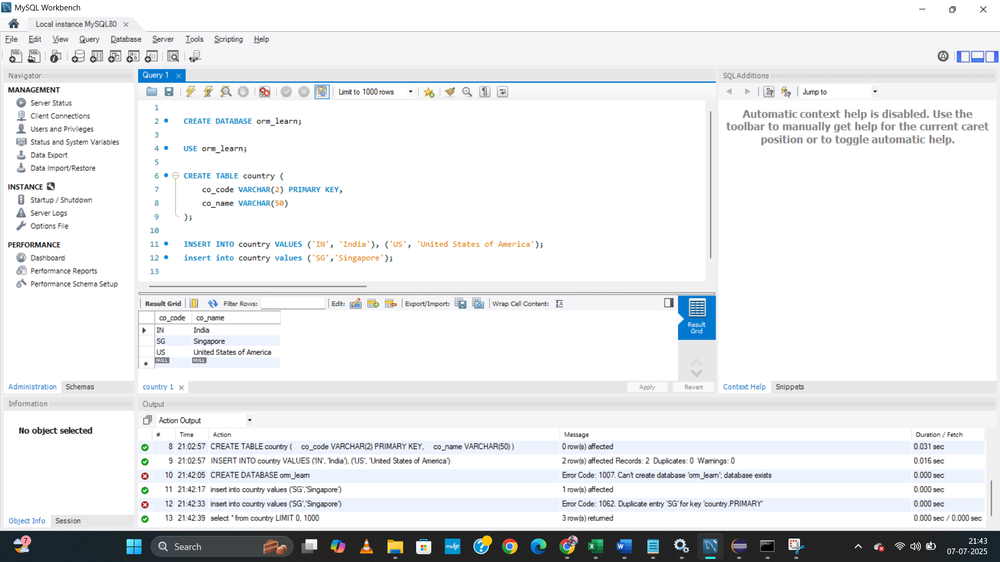 MySQL Workbench
Local instance MySQL80
File Edit View Query Database Server Tools Scripting Help
Navigator
MANAGEMENT
Server Status
Client Connections
Users and Privileges
Status and System Variables
Data Export
Data Import/Restore
INSTANCE
Startup / Shutdown
Server Logs
Options File
PERFORMANCE
Dashboard
Performance Reports
Performance Schema Setup
Administration Schemas
Information
No object selected
Object Info Session
Query 1
Limit to 1000 rows
1
2 CREATE DATABASE orm_learn;
3
4 USE orm_learn;
5
6 CREATE TABLE country (
7 co_code VARCHAR(2) PRIMARY KEY,
8 co_name VARCHAR(50)
9 );
10
11 INSERT INTO country VALUES ('IN', 'India'), ('US', 'United States of America');
12 insert into country values ('SG','Singapore');
13
Result Grid Filter Rows: Edit: Export/Import: Wrap Cell Content:
co_code co_name
IN India
SG Singapore
US United States of America
NULL NULL
Result
Grid
country 1
Apply Revert
SQLAdditions
Jump to
Automatic context help is disabled. Use the
toolbar to manually get help for the current caret
position or to toggle automatic help.
Context Help Snippets
Output
Action Output
# Time Action Message Duration / Fetch
8 21:02:57 CREATE TABLE country ( co_code VARCHAR(2) PRIMARY KEY, co_name VARCHAR(50) ) 0 row(s) affected 0.031 sec
9 21:02:57 INSERT INTO country VALUES ('IN', 'India'), ('US', 'United States of America') 2 row(s) affected Records: 2 Duplicates: 0 Warnings: 0 0.016 sec
10 21:42:05 CREATE DATABASE orm_learn Error Code: 1007. Can't create database 'orm_learn'; database exists 0.000 sec
11 21:42:17 insert into country values ('SG','Singapore') 1 row(s) affected 0.000 sec
12 21:42:33 insert into country values ('SG','Singapore') Error Code: 1062. Duplicate entry 'SG' for key 'country.PRIMARY' 0.000 sec
13 21:42:39 select * from country LIMIT 0, 1000 3 row(s) returned 0.000 sec / 0.000 sec
7
Search
myhp
21:43
07-07-2025